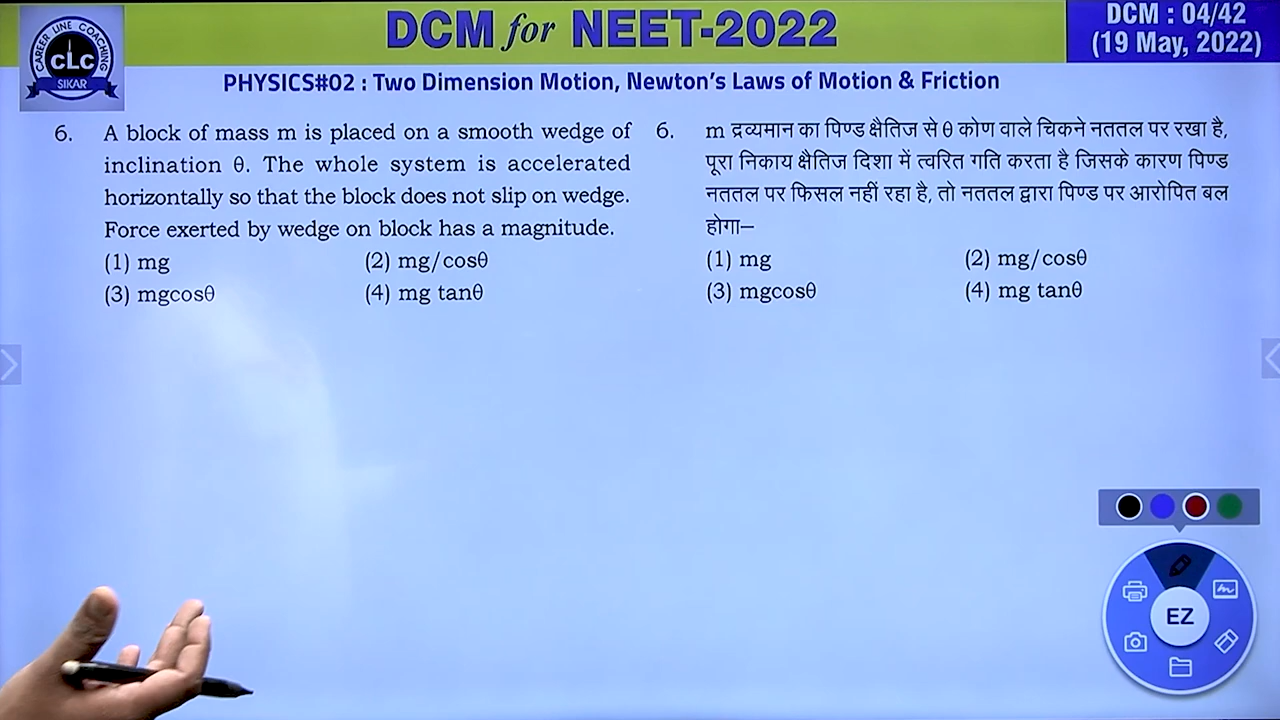 CAREER LINE COACHING
CLC
SIKAR
DCM for NEET-2022
DCM : 04/42
(19 May, 2022)
PHYSICS#02 : Two Dimension Motion, Newton's Laws of Motion & Friction
6. A block of mass m is placed on a smooth wedge of
inclination θ. The whole system is accelerated
horizontally so that the block does not slip on wedge.
Force exerted by wedge on block has a magnitude.
(1) mg (2) mg/cosθ
(3) mgcosθ (4) mg tanθ
6. m द्रव्यमान का पिण्ड क्षैतिज से θ कोण वाले चिकने नततल पर रखा है,
पूरा निकाय क्षैतिज दिशा में त्वरित गति करता है जिसके कारण पिण्ड
नततल पर फिसल नहीं रहा है, तो नततल द्वारा पिण्ड पर आरोपित बल
होगा–
(1) mg (2) mg/cosθ
(3) mgcosθ (4) mg tanθ
EZ